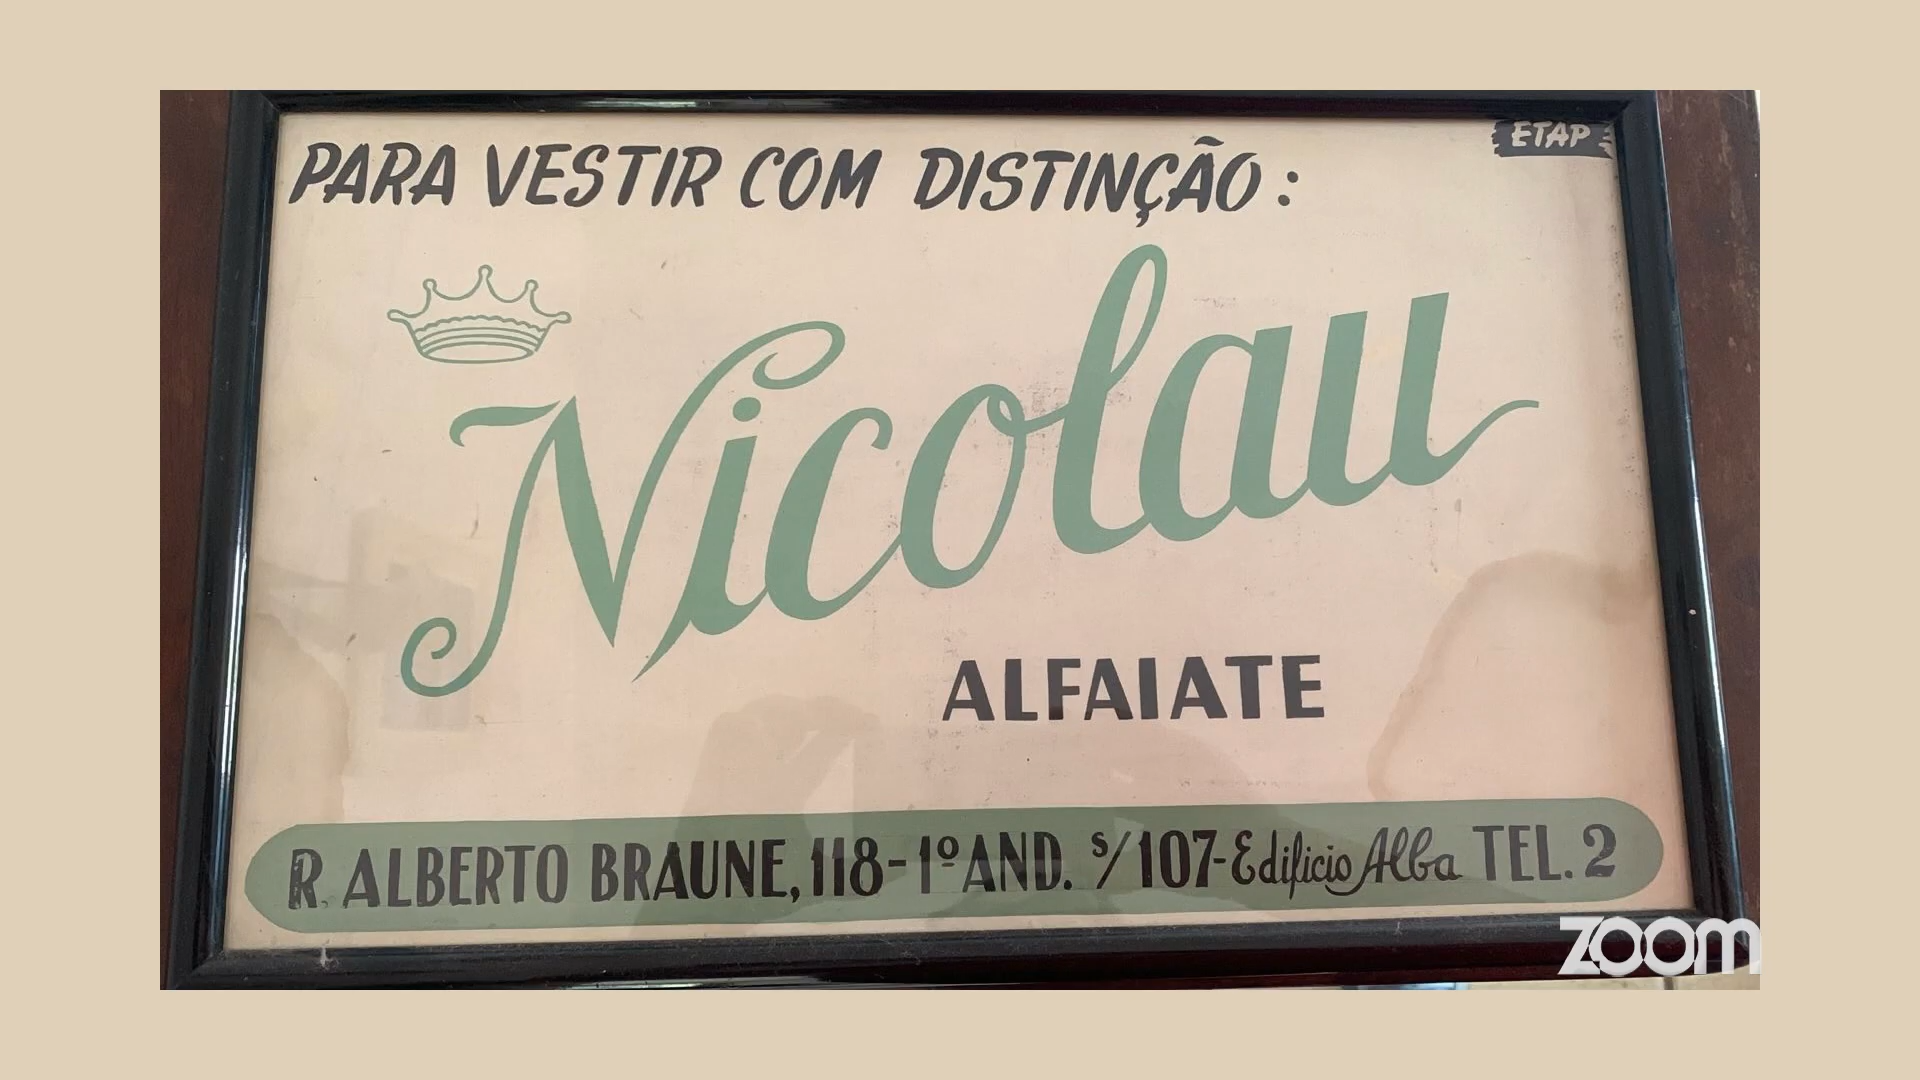 ETAP
PARA VESTIR COM DISTINÇÃO:
Nicolau
ALFAIATE
R. ALBERTO BRAUNE, 118-1º AND. s/107-Edificio Alba TEL. 2
zoom